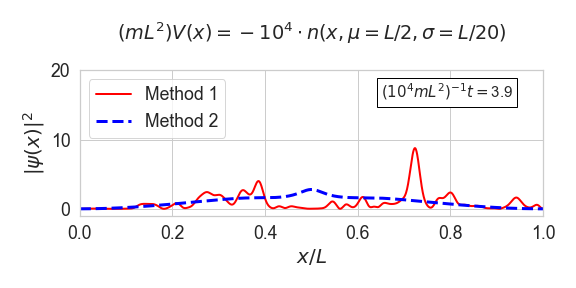 (mL²)V(x) = −10⁴ · n(x, μ = L/2, σ = L/20)
20
10
0
|ψ(x)|²
Method 1
Method 2
(10⁴mL²)⁻¹t = 3.9
0.0 0.2 0.4 0.6 0.8 1.0
x/L